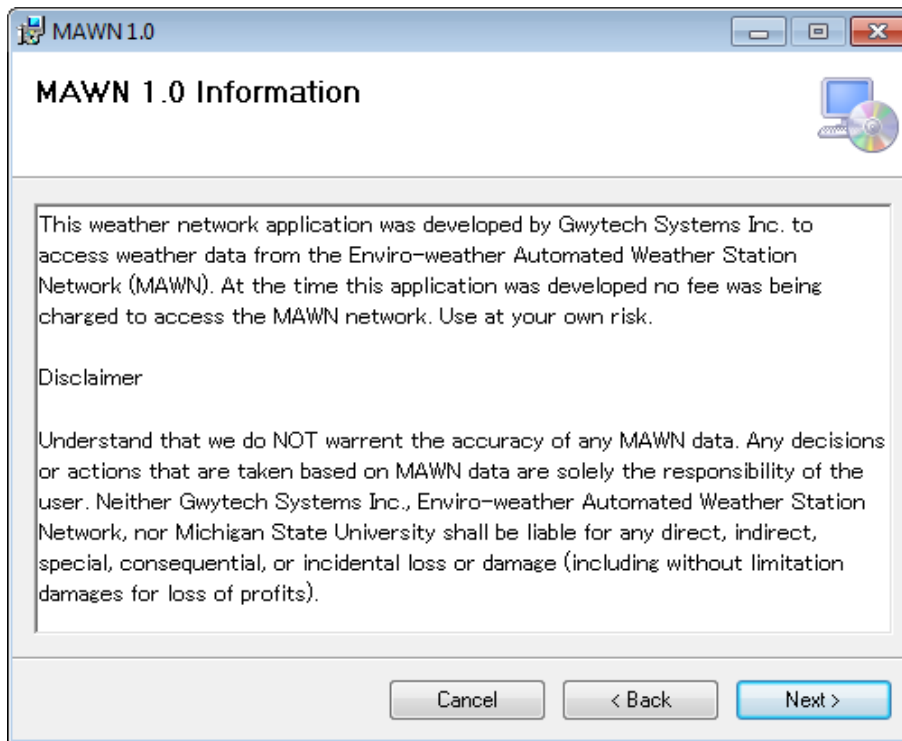 MAWN 1.0
MAWN 1.0 Information
This weather network application was developed by Gwytech Systems Inc. to
access weather data from the Enviro-weather Automated Weather Station
Network (MAWN). At the time this application was developed no fee was being
charged to access the MAWN network. Use at your own risk.
Disclaimer
Understand that we do NOT warrent the accuracy of any MAWN data. Any decisions
or actions that are taken based on MAWN data are solely the responsibility of the
user. Neither Gwytech Systems Inc., Enviro-weather Automated Weather Station
Network, nor Michigan State University shall be liable for any direct, indirect,
special, consequential, or incidental loss or damage (including without limitation
damages for loss of profits).
Cancel < Back Next >